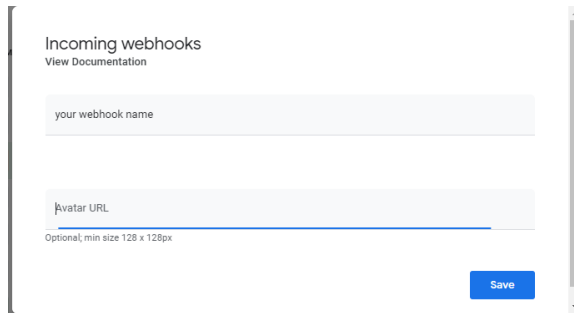 Incoming webhooks
View Documentation
your webhook name
Avatar URL
Optional; min size 128 x 128px
Save